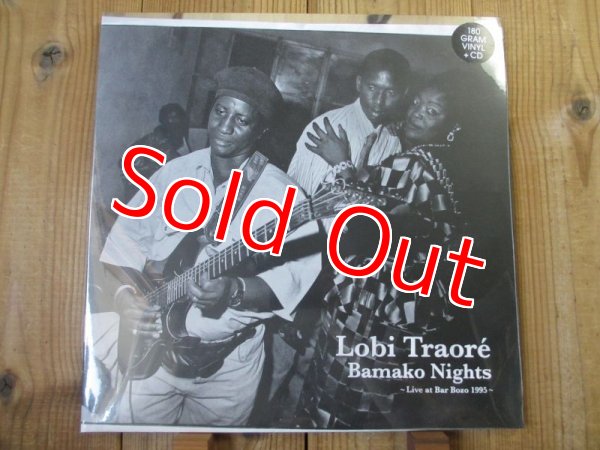 180
GRAM
VINYL
+ CD
Sold Out
Lobi Traoré
Bamako Nights
~ Live at Bar Bozo 1995 ~